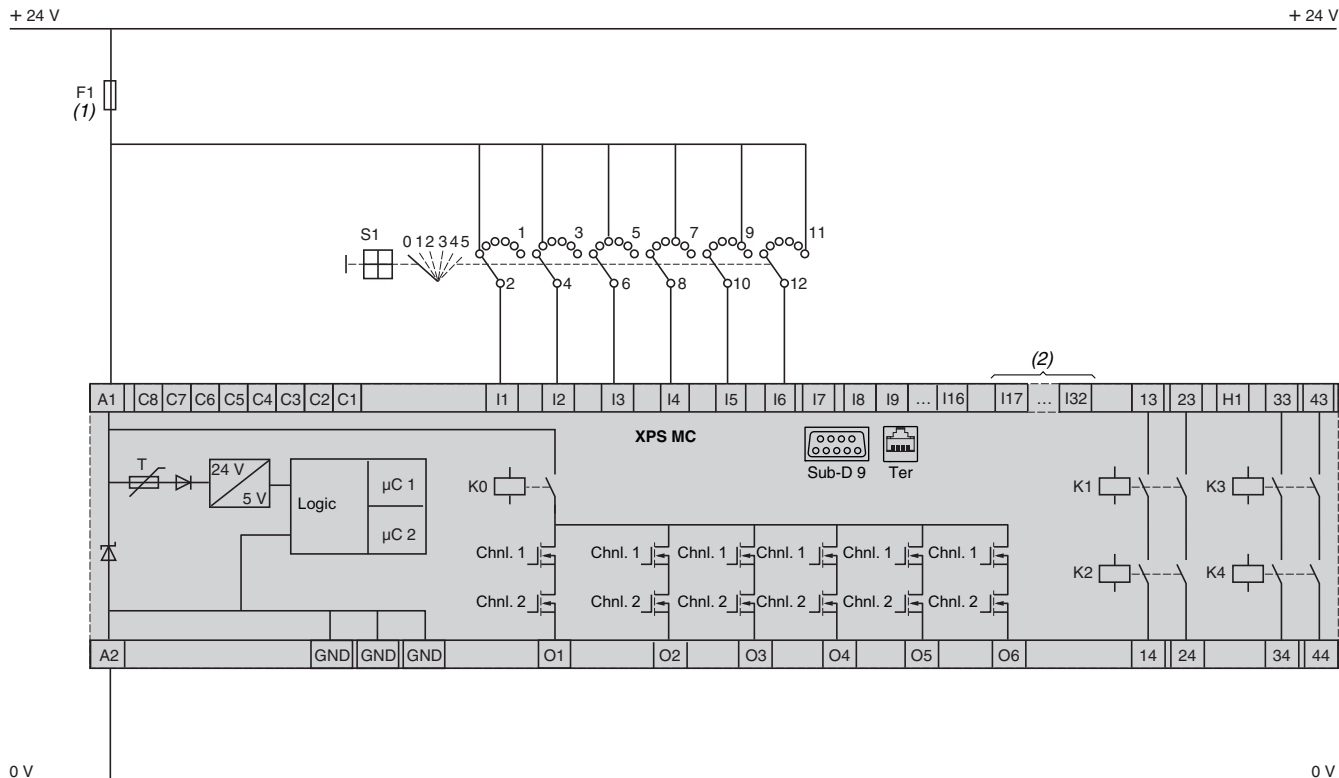 + 24 V + 24 V
F1
(1)
S1 0 1 2 3 4 5 1 3 5 7 9 11
2 4 6 8 10 12
(2)
A1 C8 C7 C6 C5 C4 C3 C2 C1 I1 I2 I3 I4 I5 I6 I7 I8 I9 ... I16 I17 ... I32 13 23 H1 33 43
XPS MC
T 24 V 5 V Logic µC 1 µC 2 K0 Sub-D 9 Ter K1 K3
Chnl. 1 Chnl. 1 Chnl. 1 Chnl. 1 Chnl. 1 Chnl. 1
K2 K4
Chnl. 2 Chnl. 2 Chnl. 2 Chnl. 2 Chnl. 2 Chnl. 2
A2 GND GND GND O1 O2 O3 O4 O5 O6 14 24 34 44
0 V 0 V